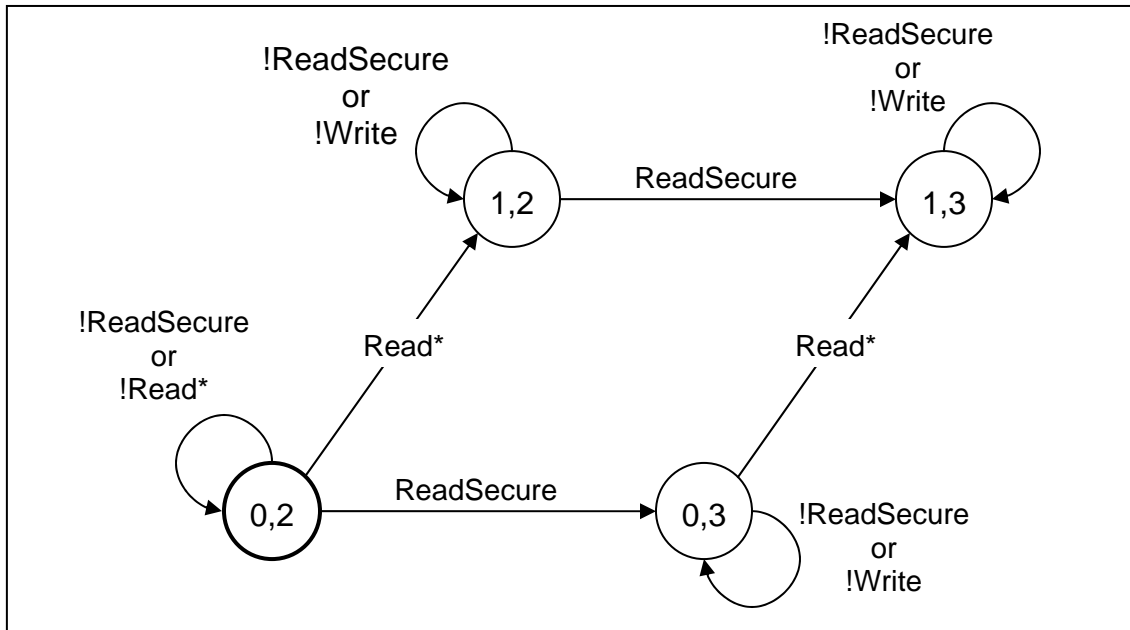 !ReadSecure
or
!Write
!ReadSecure
or
!Write
1,2
ReadSecure
1,3
!ReadSecure
or
!Read*
Read*
Read*
0,2
ReadSecure
0,3
!ReadSecure
or
!Write